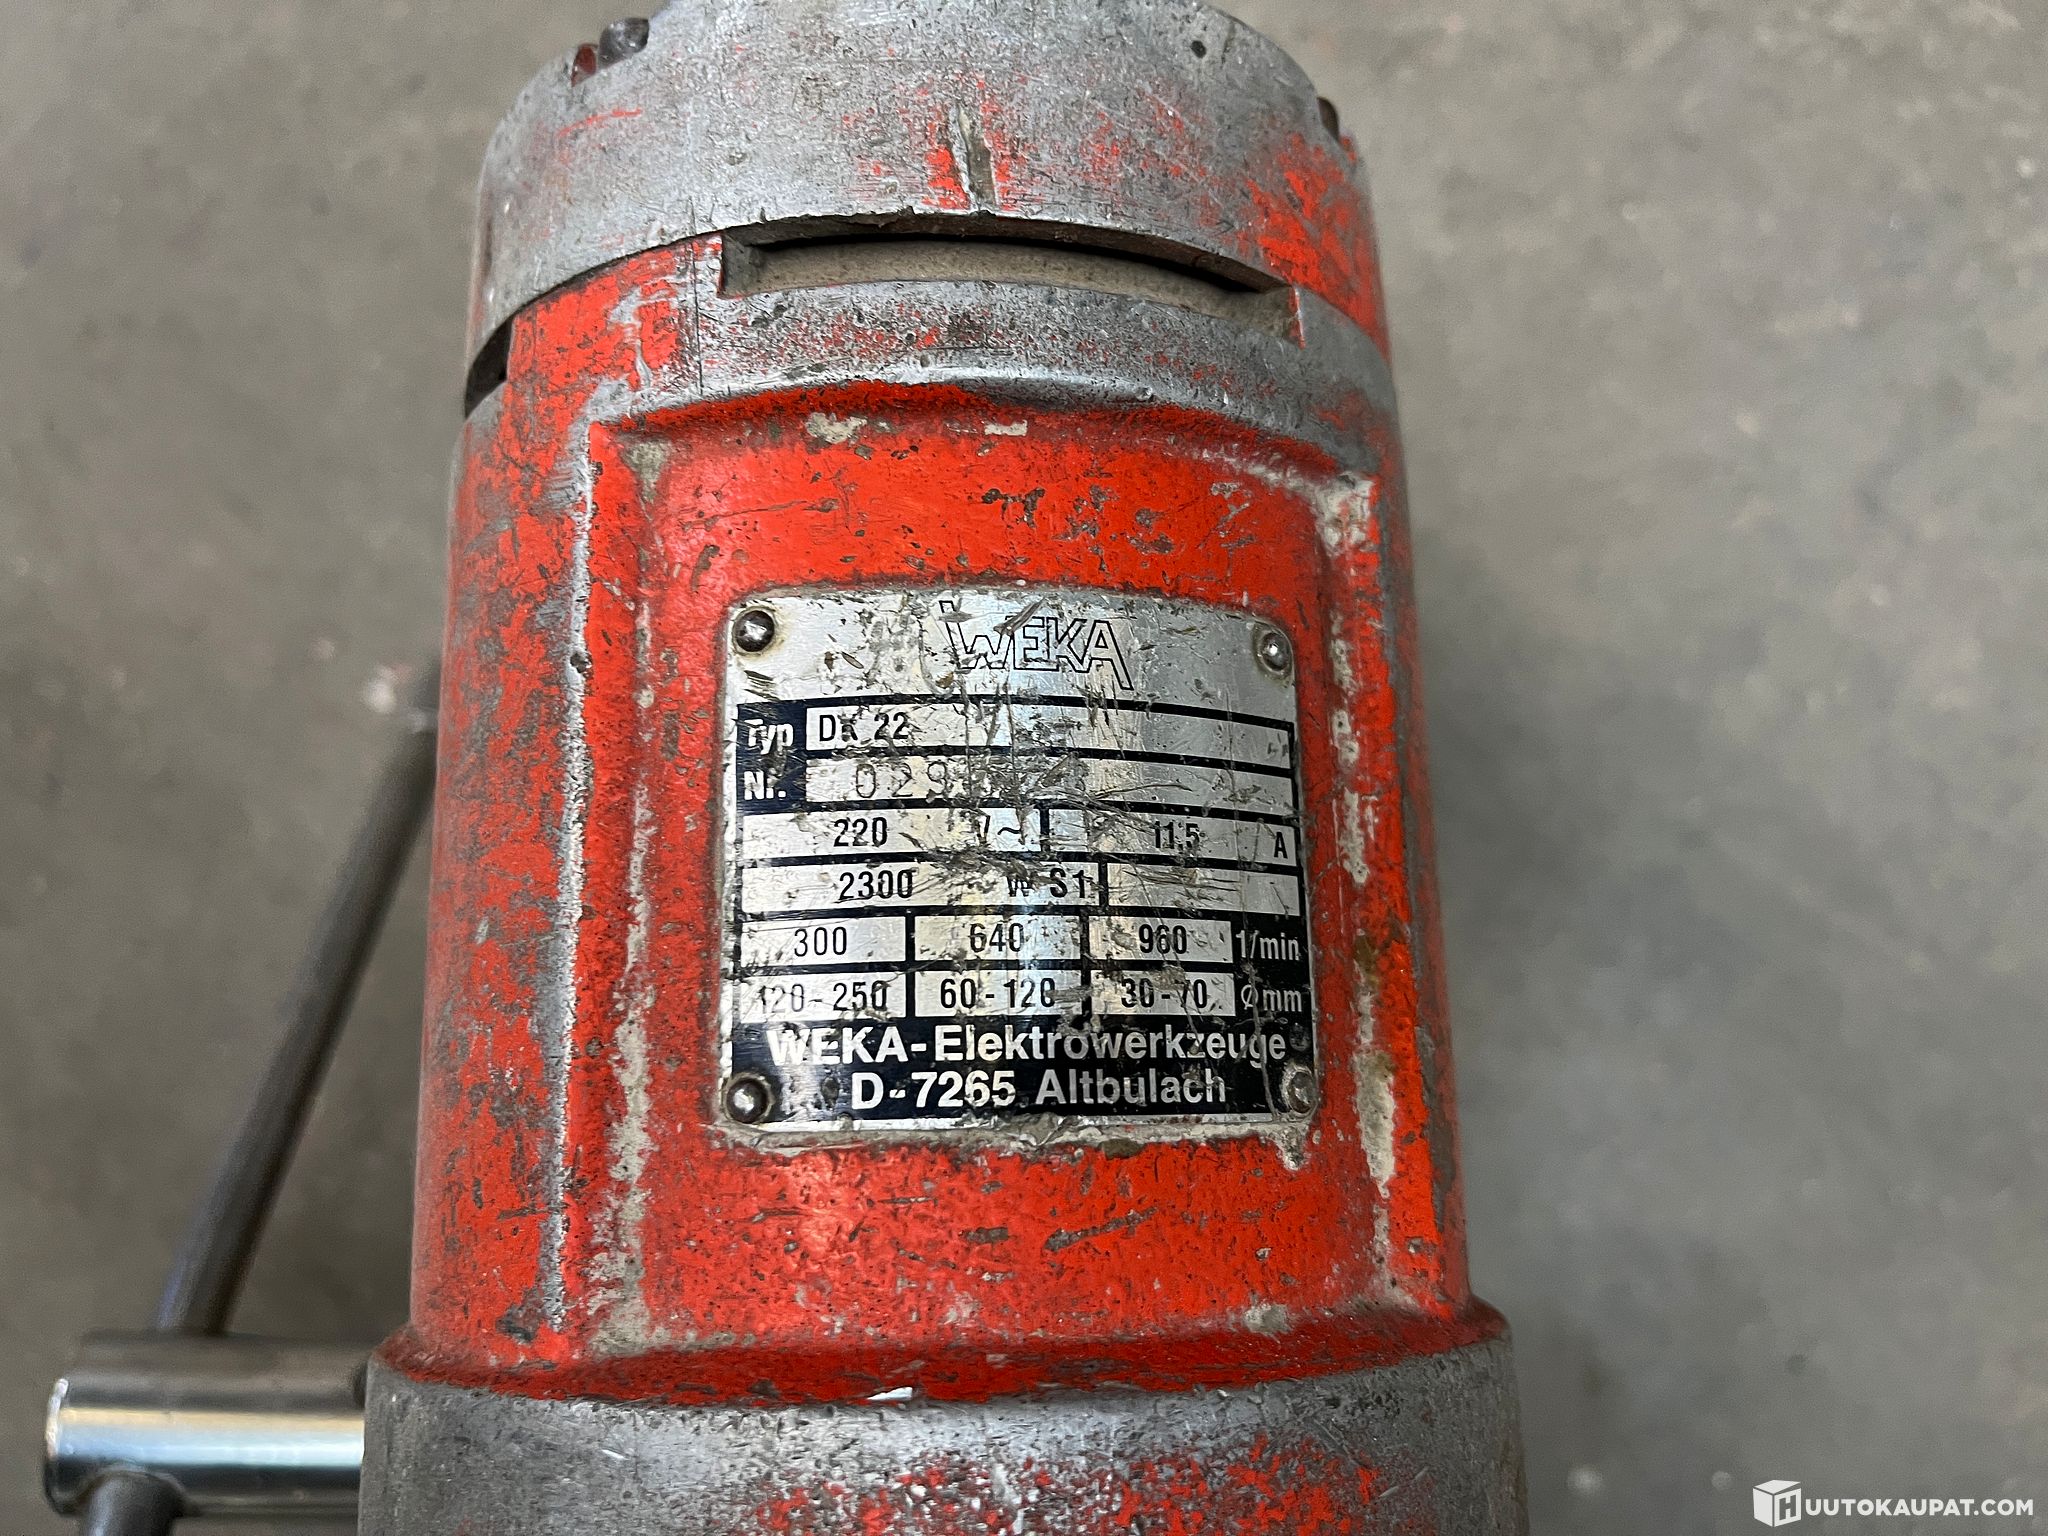 WEKA
Typ DK 22
Nr. 029
220 V~ 11.5 A
2300 W S1
300 640 960 1/min
120-250 60-120 30-70 Ømm
WEKA-Elektrowerkzeuge
D-7265 Altbulach
HUUTOKAUPAT.COM